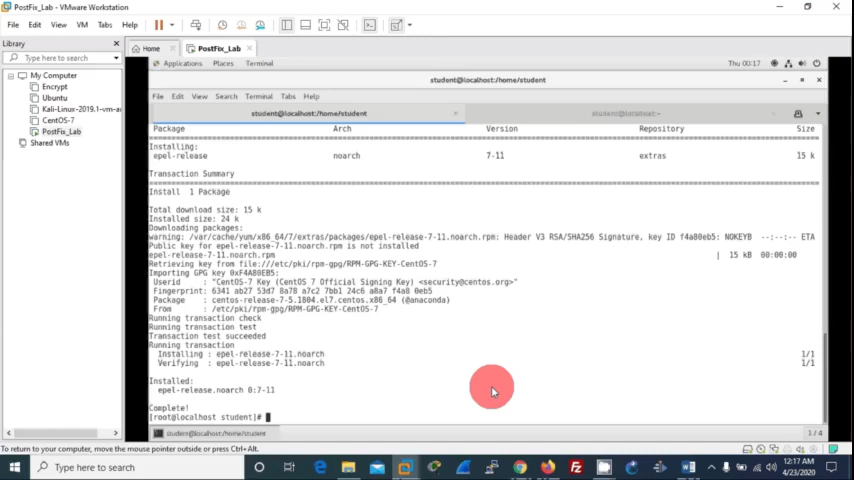 PostFix_Lab - VMware Workstation
File Edit View VM Tabs Help
Library
Type here to search
My Computer
Encrypt
Ubuntu
Kali-Linux-2019.1-vm-a
CentOS-7
PostFix_Lab
Shared VMs
Home PostFix_Lab
Applications Places Terminal Thu 00:17
student@localhost:/home/student
File Edit View Search Terminal Tabs Help
student@localhost:/home/student student@localhost:~
Package Arch Version Repository Size
Installing:
epel-release noarch 7-11 extras 15 k
Transaction Summary
Install 1 Package
Total download size: 15 k
Installed size: 24 k
Downloading packages:
warning: /var/cache/yum/x86_64/7/extras/packages/epel-release-7-11.noarch.rpm: Header V3 RSA/SHA256 Signature, key ID f4a80eb5: NOKEYB --:--:-- ETA
Public key for epel-release-7-11.noarch.rpm is not installed
epel-release-7-11.noarch.rpm | 15 kB 00:00:00
Retrieving key from file:///etc/pki/rpm-gpg/RPM-GPG-KEY-CentOS-7
Importing GPG key 0xF4A80EB5:
Userid : "CentOS-7 Key (CentOS 7 Official Signing Key) <security@centos.org>"
Fingerprint: 6341 ab27 53d7 8a78 a7c2 7bb1 24c6 a8a7 f4a8 0eb5
Package : centos-release-7-5.1804.el7.centos.x86_64 (@anaconda)
From : /etc/pki/rpm-gpg/RPM-GPG-KEY-CentOS-7
Running transaction check
Running transaction test
Transaction test succeeded
Running transaction
Installing : epel-release-7-11.noarch 1/1
Verifying : epel-release-7-11.noarch 1/1
Installed:
epel-release.noarch 0:7-11
Complete!
[root@localhost student]#
student@localhost:/home/student 1 / 4
To return to your computer, move the mouse pointer outside or press Ctrl+Alt.
Type here to search
12:17 AM
4/23/2020